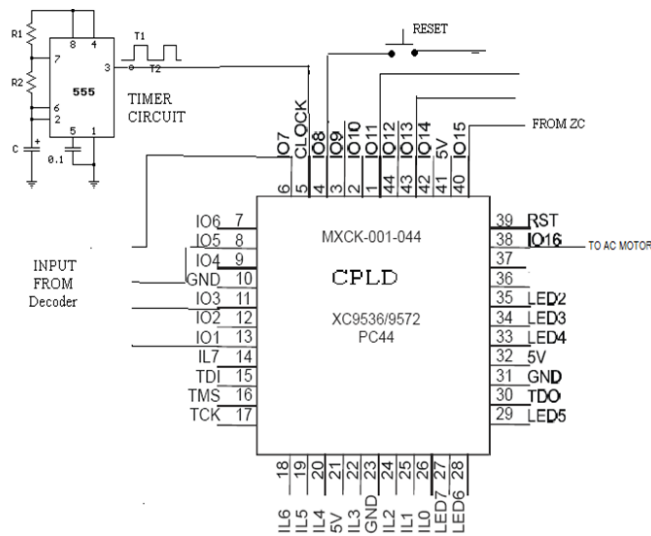 RESET
R1
R2
C
8
4
7
3
6
2
5
1
555
0.1
T1
T2
TIMER
CIRCUIT
FROM ZC
IO7
CLOCK
IO8
IO9
IO10
IO11
IO12
IO13
IO14
5V
IO15
6
5
4
3
2
1
44
43
42
41
40
IO6 7
IO5 8
IO4 9
GND 10
IO3 11
IO2 12
IO1 13
IL7 14
TDI 15
TMS 16
TCK 17
INPUT
FROM
Decoder
MXCK-001-044
CPLD
XC9536/9572
PC44
39 RST
38 IO16
TO AC MOTOR
37
36
35 LED2
34 LED3
33 LED4
32 5V
31 GND
30 TDO
29 LED5
18
19
20
21
22
23
24
25
26
27
28
IL6
IL5
IL4
5V
IL3
GND
IL2
IL1
IL0
LED7
LED6